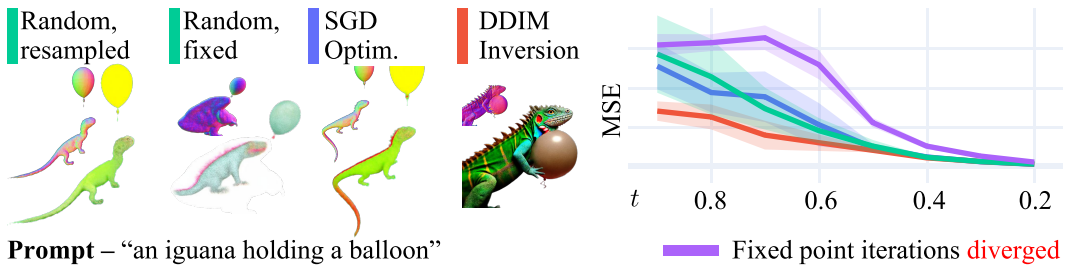 Random,
resampled
Random,
fixed
SGD
Optim.
DDIM
Inversion
MSE
t 0.8 0.6 0.4 0.2
Prompt – “an iguana holding a balloon”
Fixed point iterations diverged